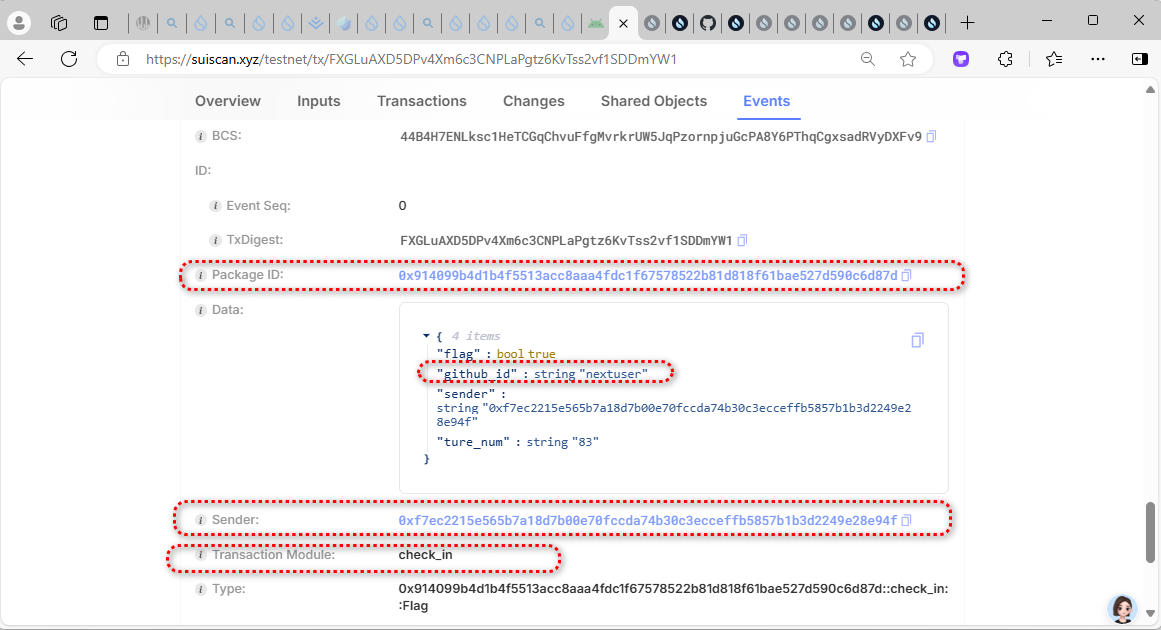 https://suiscan.xyz/testnet/tx/FXGLuAXD5DPv4Xm6c3CNPLaPgtz6KvTss2vf1SDDmYW1
Overview Inputs Transactions Changes Shared Objects Events
BCS: 44B4H7ENLksc1HeTCGqChvuFfgMvrkrUW5JqPzornpjuGcPA8Y6PThqCgxsadRVyDXFv9
ID:
Event Seq: 0
TxDigest: FXGLuAXD5DPv4Xm6c3CNPLaPgtz6KvTss2vf1SDDmYW1
Package ID: 0x914099b4d1b4f5513acc8aaa4fdc1f67578522b81d818f61bae527d590c6d87d
Data:
{ 4 items
"flag" : bool true
"github_id" : string "nextuser"
"sender" :
string "0xf7ec2215e565b7a18d7b00e70fccda74b30c3ecceffb5857b1b3d2249e2
8e94f"
"ture_num" : string "83"
}
Sender: 0xf7ec2215e565b7a18d7b00e70fccda74b30c3ecceffb5857b1b3d2249e28e94f
Transaction Module: check_in
Type: 0x914099b4d1b4f5513acc8aaa4fdc1f67578522b81d818f61bae527d590c6d87d::check_in:
:Flag